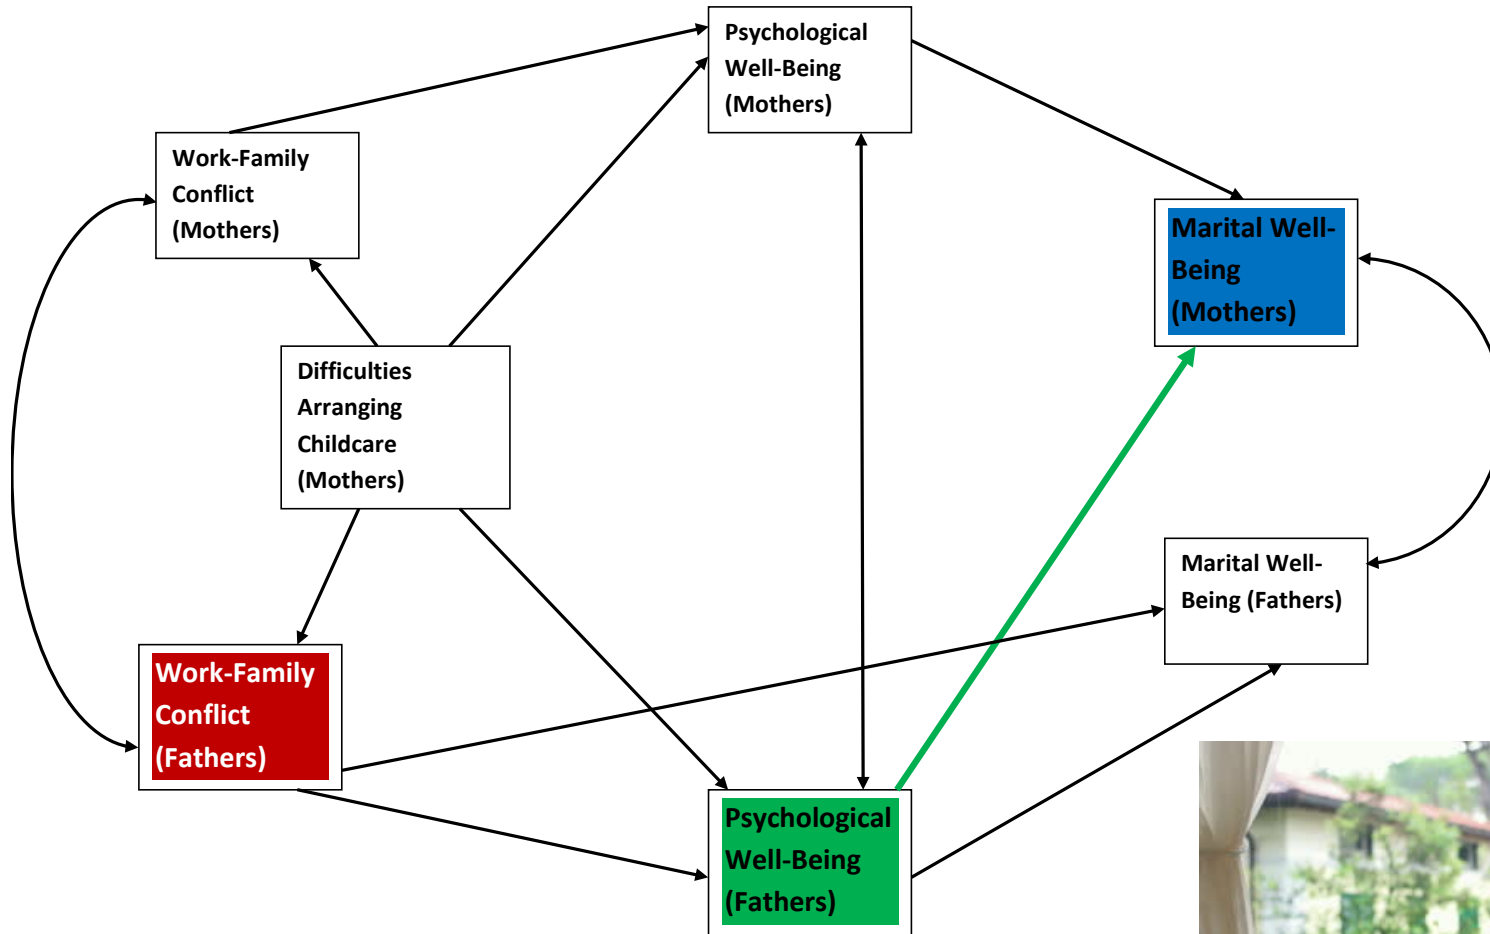 Psychological
Well-Being
(Mothers)
Work-Family
Conflict
(Mothers)
Marital Well-
Being
(Mothers)
Difficulties
Arranging
Childcare
(Mothers)
Marital Well-
Being (Fathers)
Work-Family
Conflict
(Fathers)
Psychological
Well-Being
(Fathers)